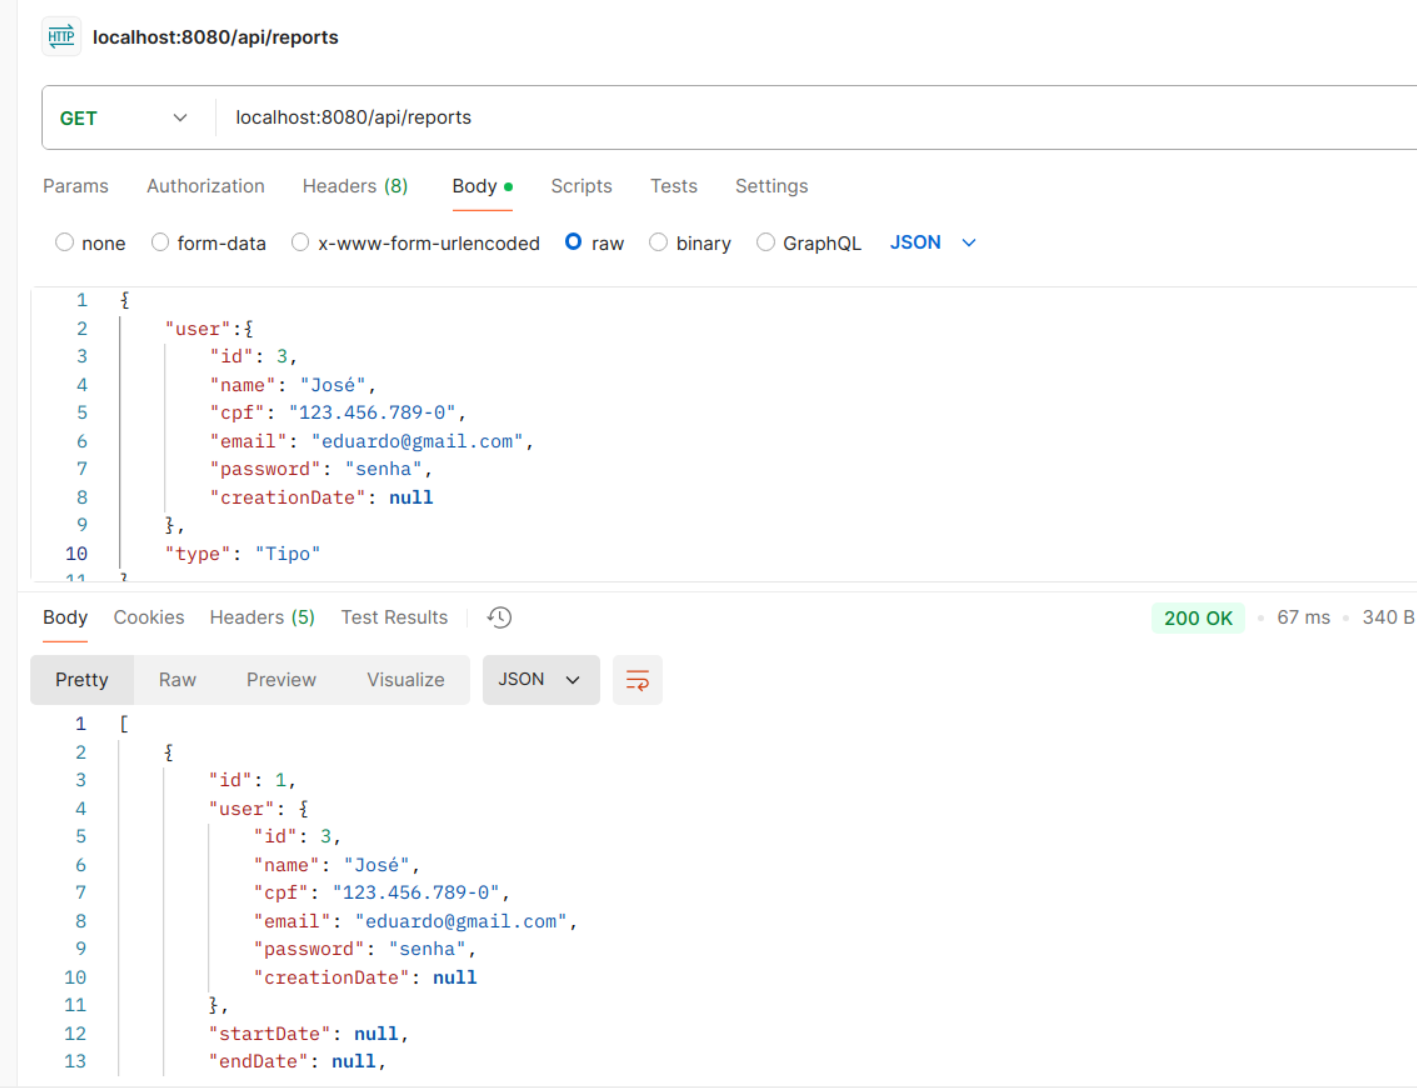 HTTP localhost:8080/api/reports
GET localhost:8080/api/reports
Params Authorization Headers (8) Body Scripts Tests Settings
none form-data x-www-form-urlencoded raw binary GraphQL JSON
1 {
2 "user":{
3 "id": 3,
4 "name": "José",
5 "cpf": "123.456.789-0",
6 "email": "eduardo@gmail.com",
7 "password": "senha",
8 "creationDate": null
9 },
10 "type": "Tipo"
11 }
Body Cookies Headers (5) Test Results 200 OK 67 ms 340 B
Pretty Raw Preview Visualize JSON
1 [
2 {
3 "id": 1,
4 "user": {
5 "id": 3,
6 "name": "José",
7 "cpf": "123.456.789-0",
8 "email": "eduardo@gmail.com",
9 "password": "senha",
10 "creationDate": null
11 },
12 "startDate": null,
13 "endDate": null,